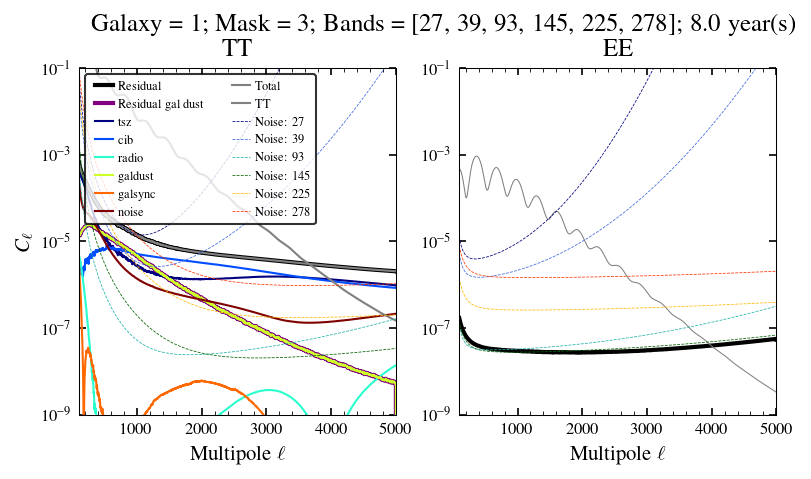 Galaxy = 1; Mask = 3; Bands = [27, 39, 93, 145, 225, 278]; 8.0 year(s)
TT
EE
10⁻¹
10⁻³
10⁻⁵
10⁻⁷
10⁻⁹
C_ℓ
Residual
Residual gal dust
tsz
cib
radio
galdust
galsync
noise
Total
TT
Noise: 27
Noise: 39
Noise: 93
Noise: 145
Noise: 225
Noise: 278
1000 2000 3000 4000 5000
Multipole ℓ
10⁻¹
10⁻³
10⁻⁵
10⁻⁷
10⁻⁹
1000 2000 3000 4000 5000
Multipole ℓ